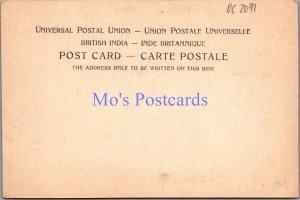 DC 2091
UNIVERSAL POSTAL UNION – UNION POSTALE UNIVERSELLE
BRITISH INDIA – INDE BRITANNIQUE
POST CARD – CARTE POSTALE
THE ADDRESS ONLY TO BE WRITTEN ON THIS SIDE
Mo's Postcards